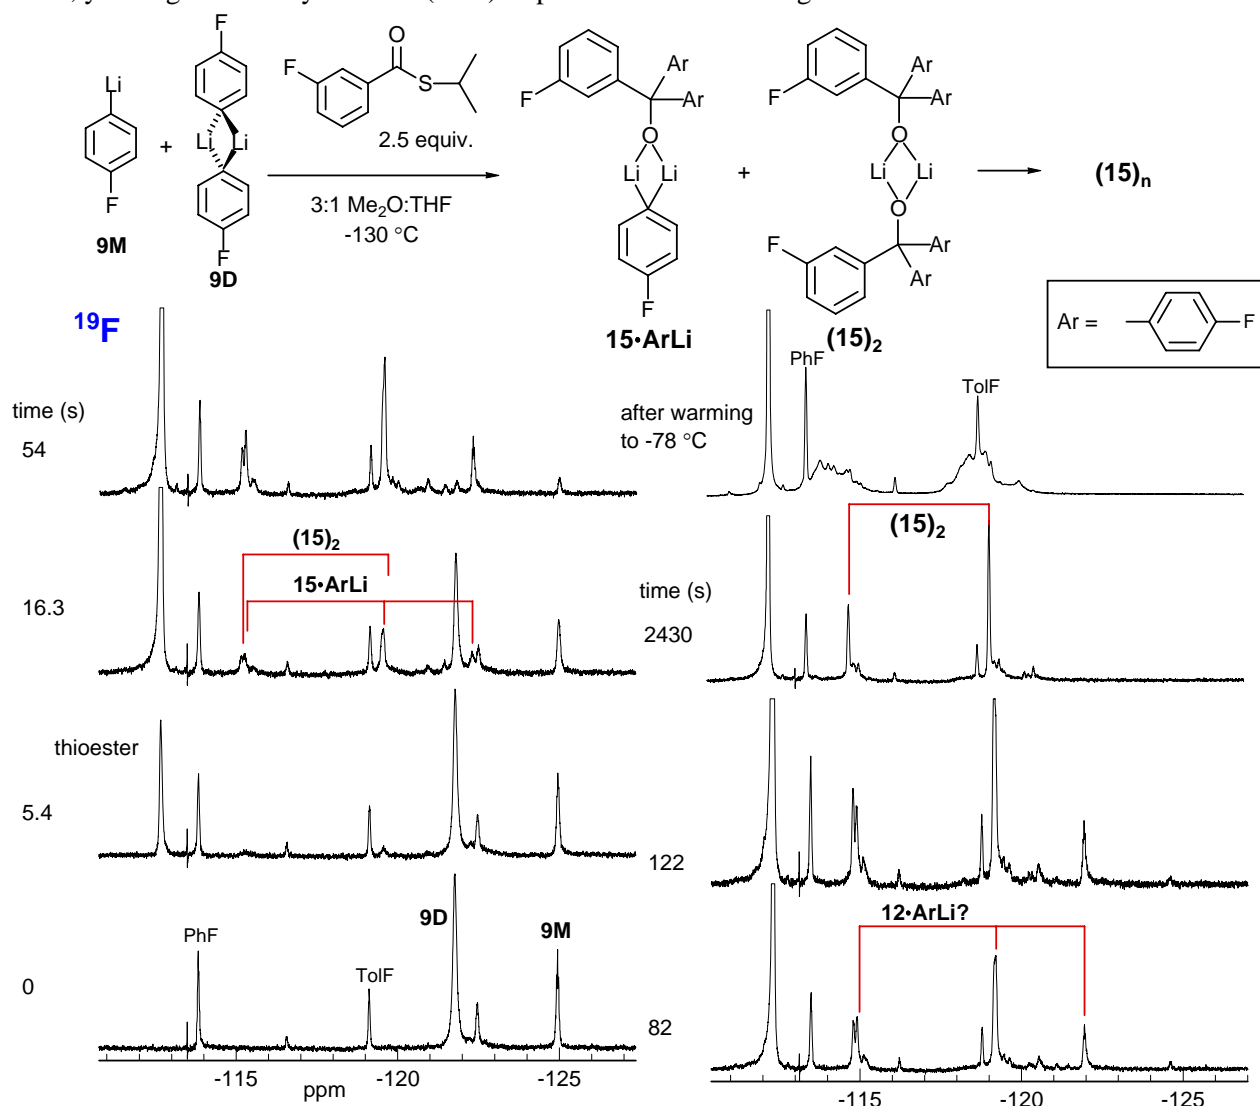 F
Li
F
9M
+
F
Li
Li
F
9D
F
O
S
2.5 equiv.
3:1 Me2O:THF
-130 °C
F
Ar
Ar
O
Li
Li
F
15•ArLi
+
F
Ar
Ar
O
Li
Li
O
F
Ar
Ar
(15)2
(15)n
Ar =
F
19F
time (s)
54
16.3
(15)2
15•ArLi
thioester
5.4
0
PhF
TolF
9D
9M
-115
-120
-125
ppm
after warming
to -78 °C
PhF
TolF
(15)2
time (s)
2430
122
12•ArLi?
82
-115
-120
-125